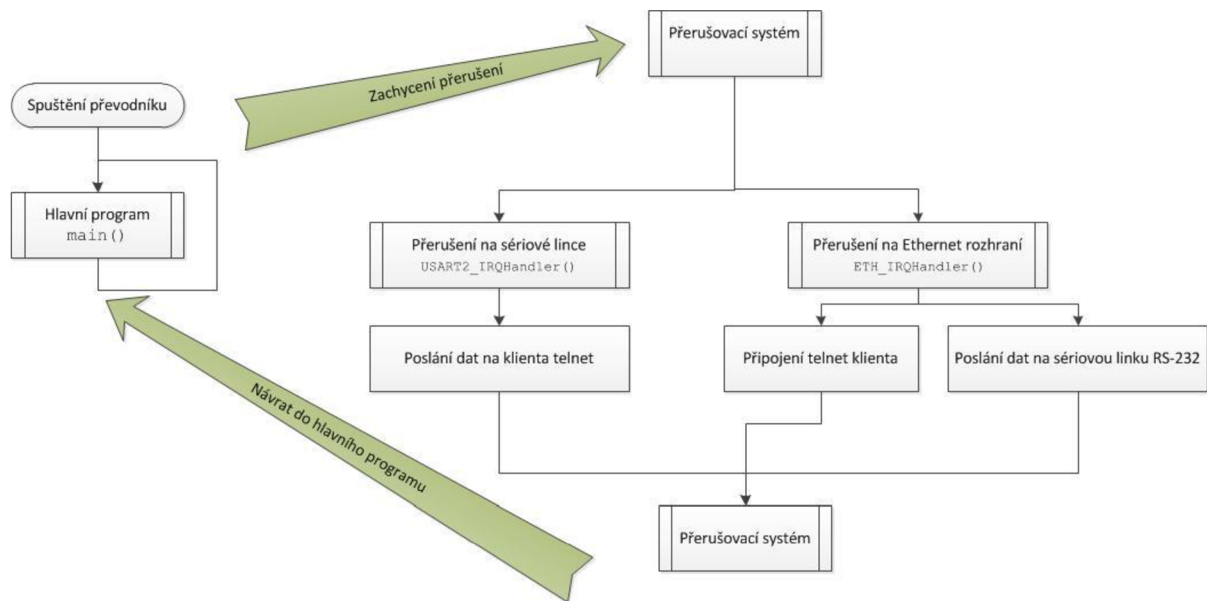 Přerušovací systém
Zachycení přerušení
Spuštění převodníku
Hlavní program
main()
Přerušení na sériové lince
USART2_IRQHandler()
Přerušení na Ethernet rozhraní
ETH_IRQHandler()
Poslání dat na klienta telnet
Připojení telnet klienta
Poslání dat na sériovou linku RS-232
Návrat do hlavního programu
Přerušovací systém